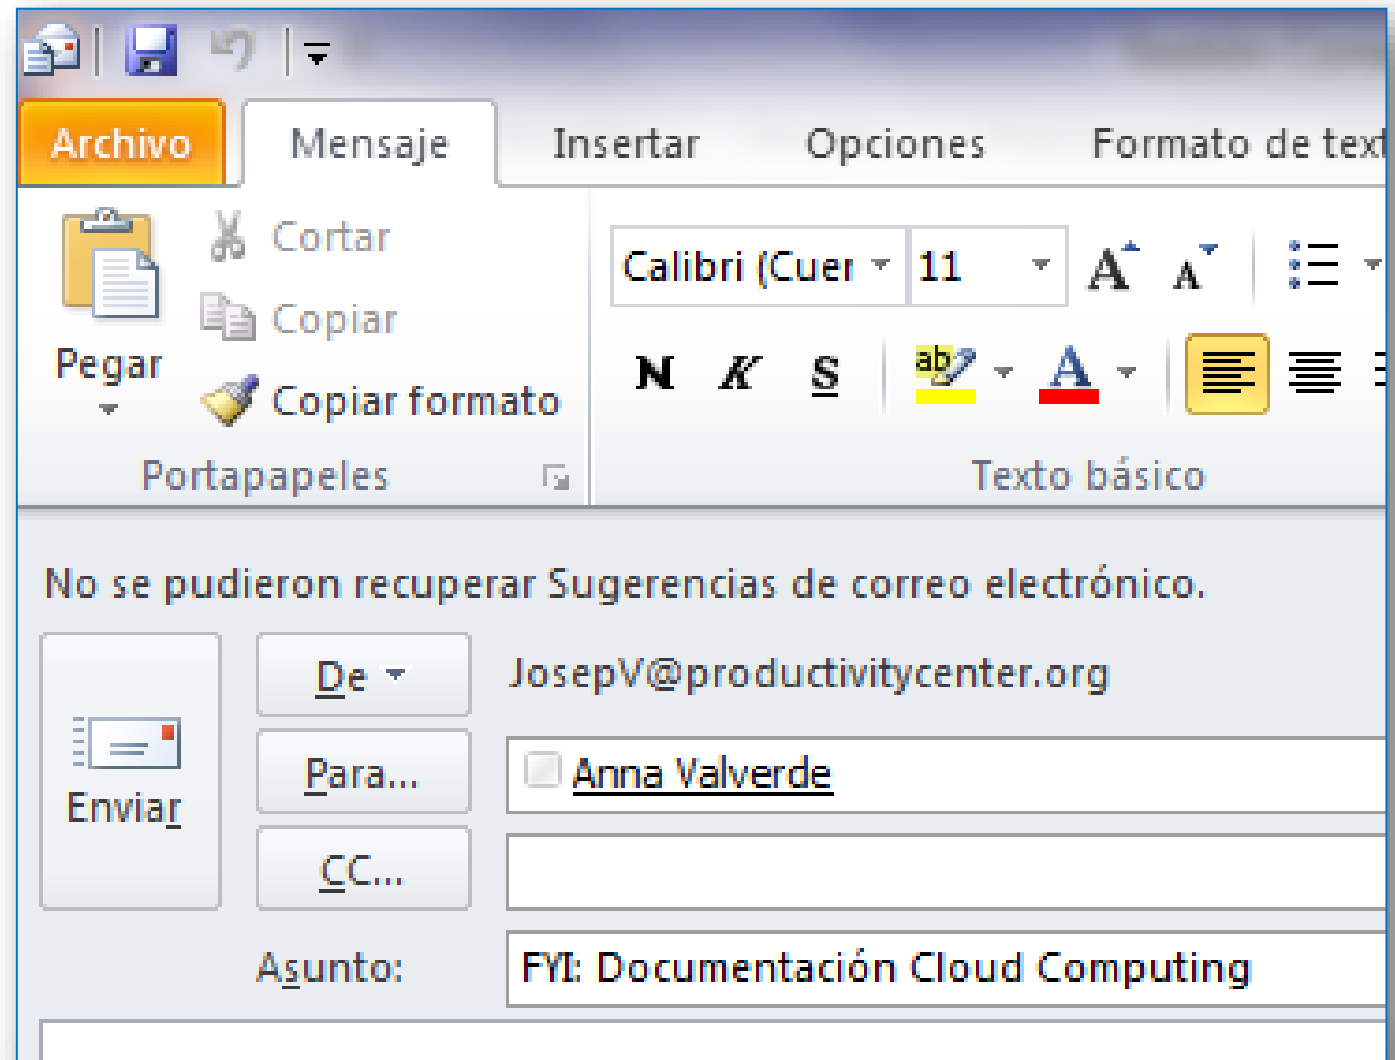 Archivo Mensaje Insertar Opciones Formato de text
Cortar
Copiar
Pegar
Copiar formato
Portapapeles
Calibri (Cuer 11 A A
N K S ab A
Texto básico
No se pudieron recuperar Sugerencias de correo electrónico.
Enviar
De JosepV@productivitycenter.org
Para... Anna Valverde
CC...
Asunto: FYI: Documentación Cloud Computing